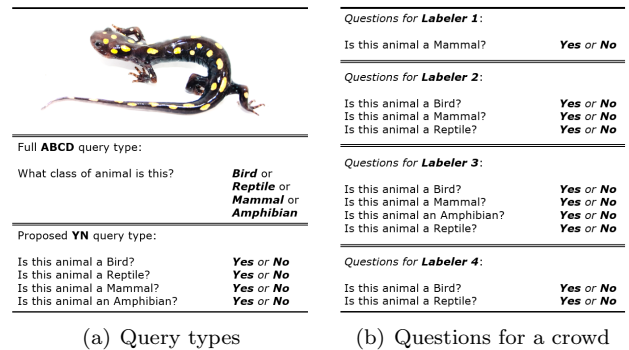 Full ABCD query type:
What class of animal is this? Bird or
Reptile or
Mammal or
Amphibian
Proposed YN query type:
Is this animal a Bird? Yes or No
Is this animal a Reptile? Yes or No
Is this animal a Mammal? Yes or No
Is this animal an Amphibian? Yes or No
(a) Query types
Questions for Labeler 1:
Is this animal a Mammal? Yes or No
Questions for Labeler 2:
Is this animal a Bird? Yes or No
Is this animal a Mammal? Yes or No
Is this animal a Reptile? Yes or No
Questions for Labeler 3:
Is this animal a Bird? Yes or No
Is this animal a Mammal? Yes or No
Is this animal an Amphibian? Yes or No
Is this animal a Reptile? Yes or No
Questions for Labeler 4:
Is this animal a Bird? Yes or No
Is this animal a Reptile? Yes or No
(b) Questions for a crowd